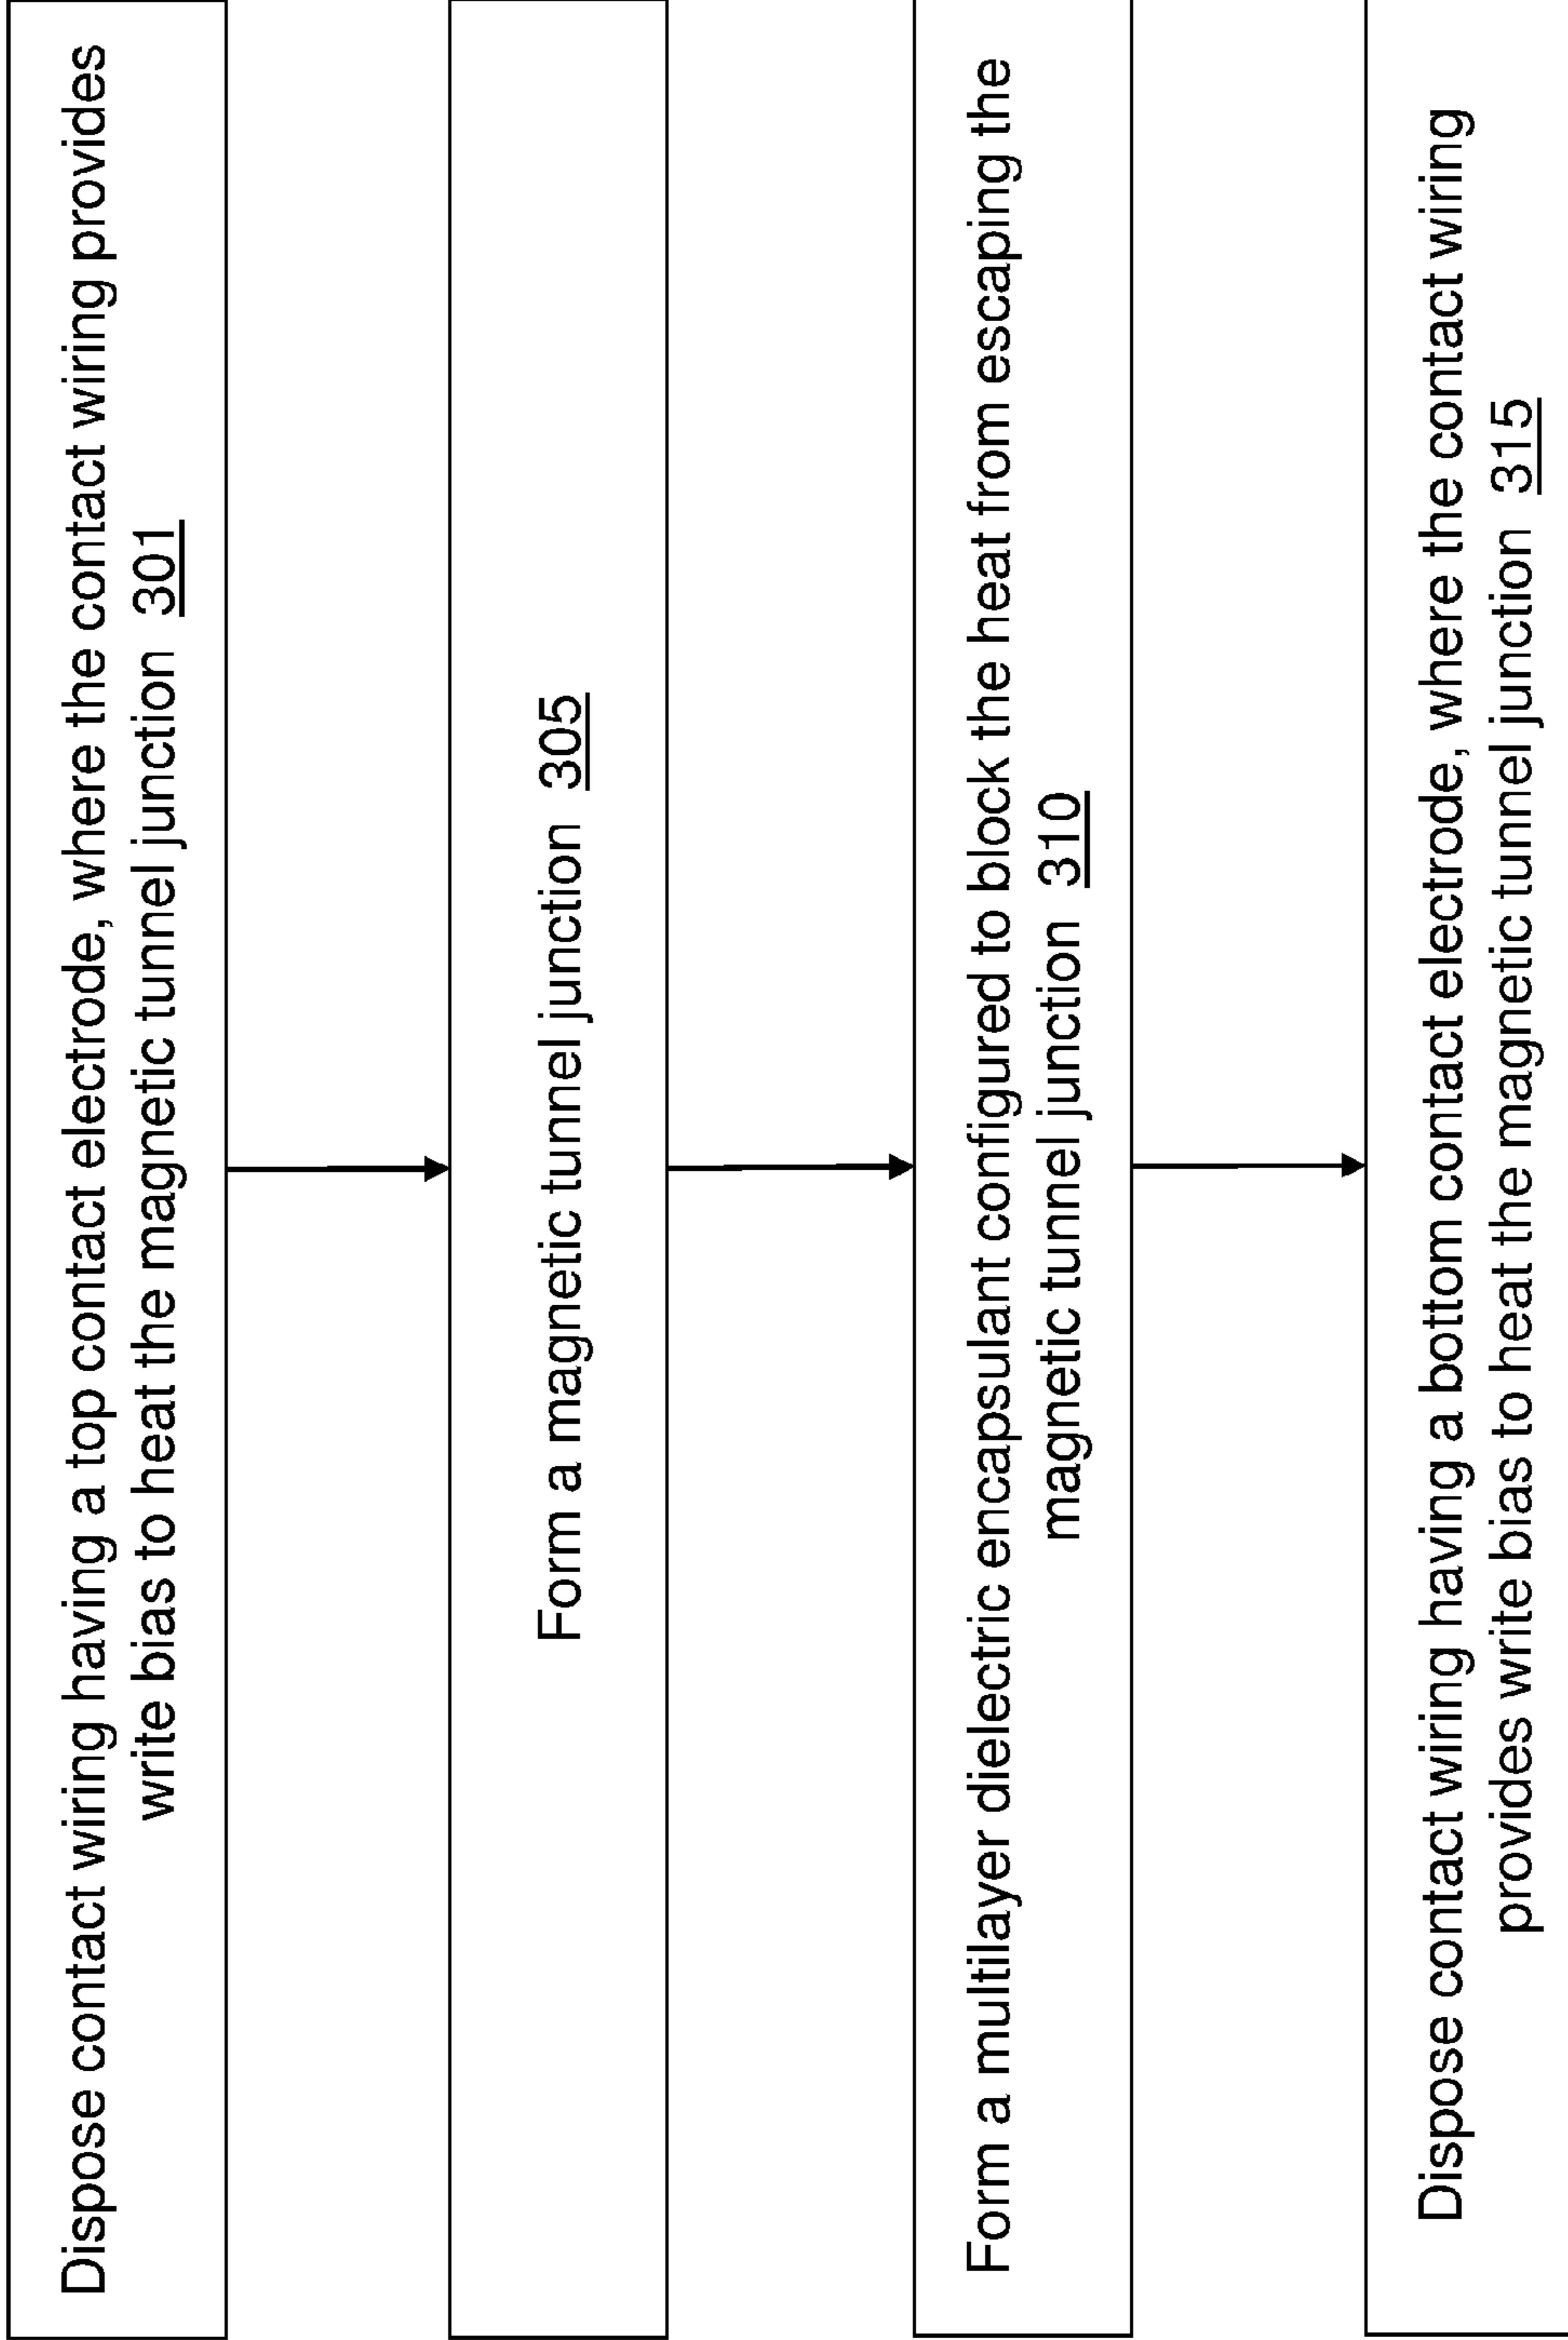 Dispose contact wiring having a top contact electrode, where the contact wiring provides
write bias to heat the magnetic tunnel junction 301
Form a magnetic tunnel junction 305
Form a multilayer dielectric encapsulant configured to block the heat from escaping the
magnetic tunnel junction 310
Dispose contact wiring having a bottom contact electrode, where the contact wiring
provides write bias to heat the magnetic tunnel junction 315